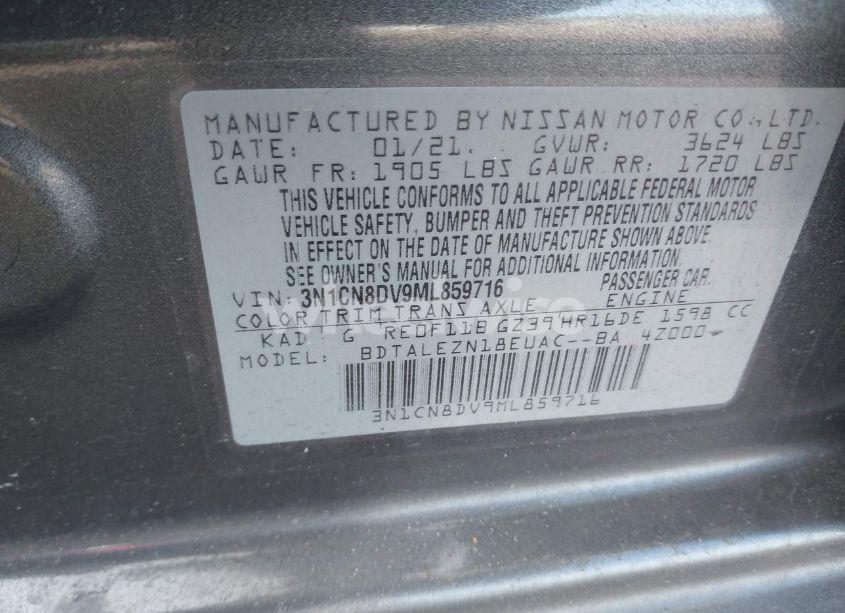 MANUFACTURED BY NISSAN MOTOR CO., LTD.
DATE: 01/21. GVWR: 3624 LBS
GAWR FR: 1905 LBS GAWR RR: 1720 LBS
THIS VEHICLE CONFORMS TO ALL APPLICABLE FEDERAL MOTOR
VEHICLE SAFETY, BUMPER AND THEFT PREVENTION STANDARDS
IN EFFECT ON THE DATE OF MANUFACTURE SHOWN ABOVE.
SEE OWNER'S MANUAL FOR ADDITIONAL INFORMATION.
VIN: 3N1CN8DV9ML859716 PASSENGER CAR.
COLOR TRIM TRANS AXLE ENGINE
KAD G RE0F11B GZ39 HR16DE 1598 CC
MODEL: BDTALEZN18EUAC--BA 4Z000-
3N1CN8DV9ML859716